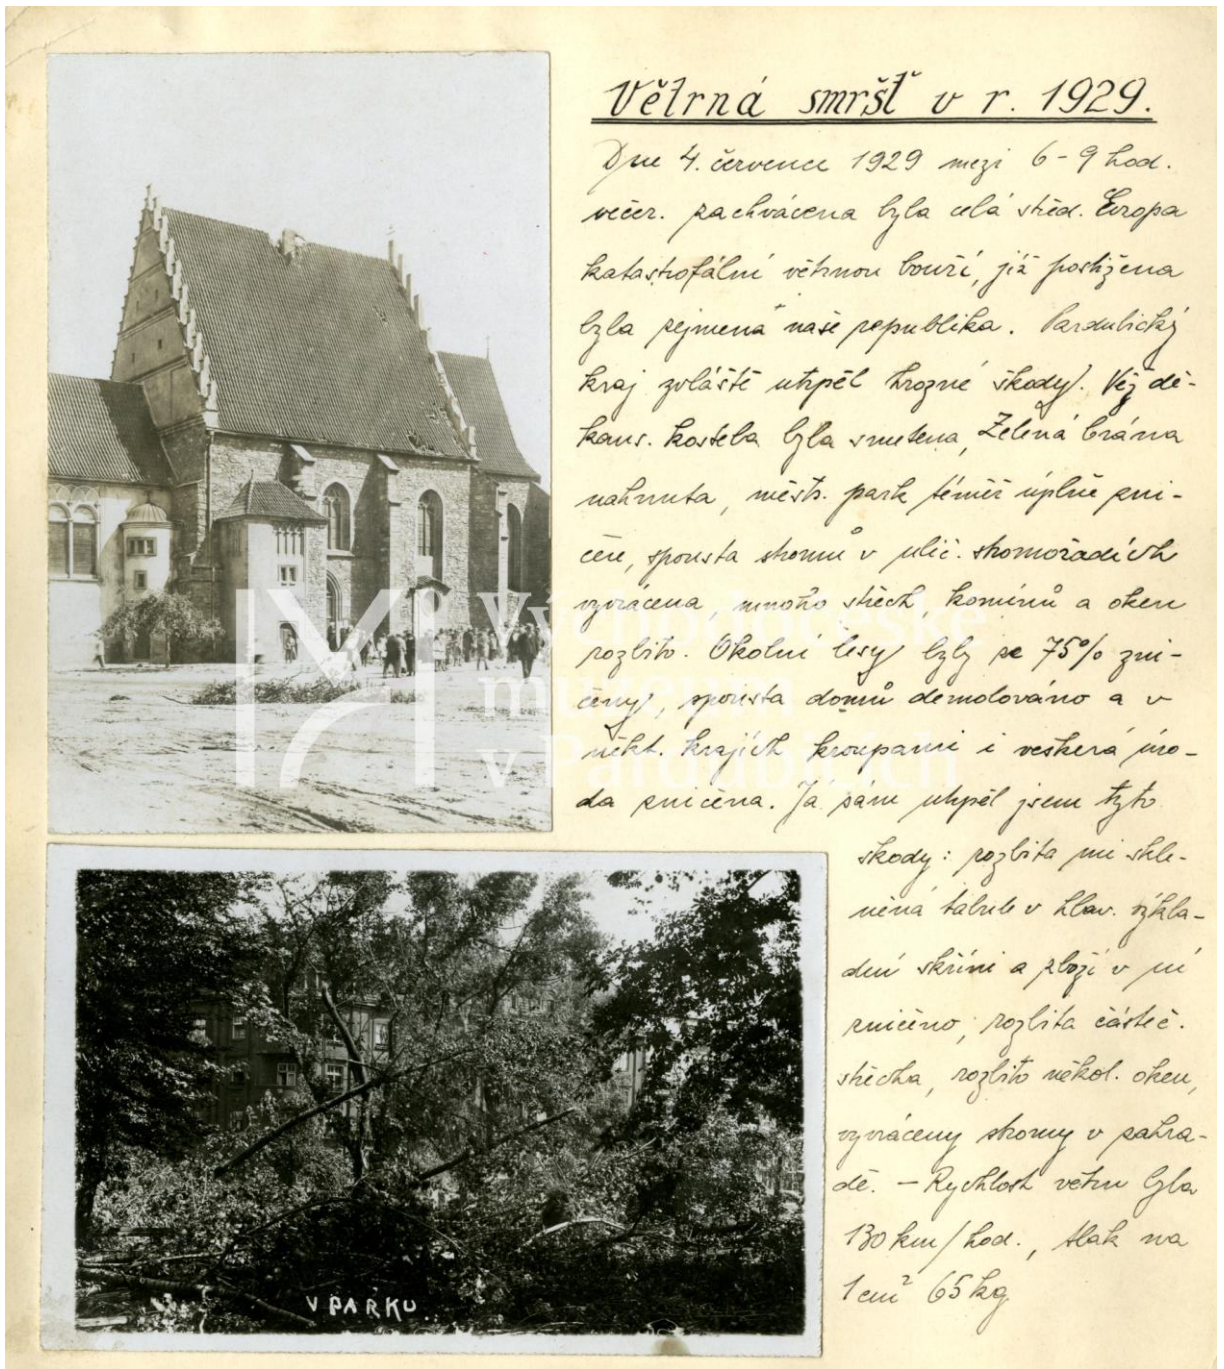 Větrná smršť v r. 1929.
Dne 4. července 1929 mezi 6 - 9 hod.
večer. zachvácena byla celá střed. Evropa
katastrofální větrnou bouří, již postižena
byla zejmena naše republika. Pardubický
kraj zvláště utrpěl hrozné škody. Věž dě-
kans. kostela byla smetena, Zelená brána
nahnuta, městs. park téměř úplně zni-
čen, spousta stromů v ulič. stromořadích
vyvrácena, mnoho střech, komínů a oken
rozbito. Okolní lesy byly ze 75% zni-
čeny, spousta domů demolováno a v
někt. krajích kroupami i veškerá úro-
da zničena. Já sám utrpěl jsem tyto
škody: rozbita mi skle-
něná tabule v hlav. výkla-
dní skříni a zboží v ní
zničeno, rozbita částeč.
střecha, rozbito někol. oken,
vyvráceny stromy v zahra-
dě. - Rychlost větru byla
130 km/hod., tlak na
1 cm² 65 kg
V PARKU.
Východočeské
muzeum
v Pardubicích